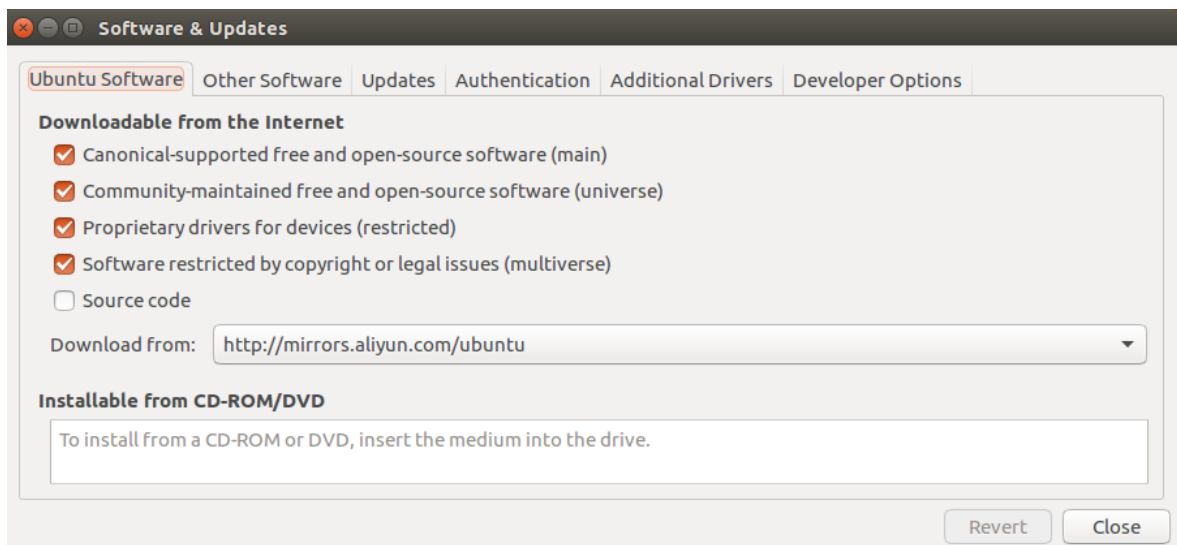 Software & Updates
Ubuntu Software Other Software Updates Authentication Additional Drivers Developer Options
Downloadable from the Internet
Canonical-supported free and open-source software (main)
Community-maintained free and open-source software (universe)
Proprietary drivers for devices (restricted)
Software restricted by copyright or legal issues (multiverse)
Source code
Download from: http://mirrors.aliyun.com/ubuntu
Installable from CD-ROM/DVD
To install from a CD-ROM or DVD, insert the medium into the drive.
Revert Close